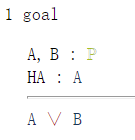 1 goal
A, B : ℙ
HA : A
A ∨ B